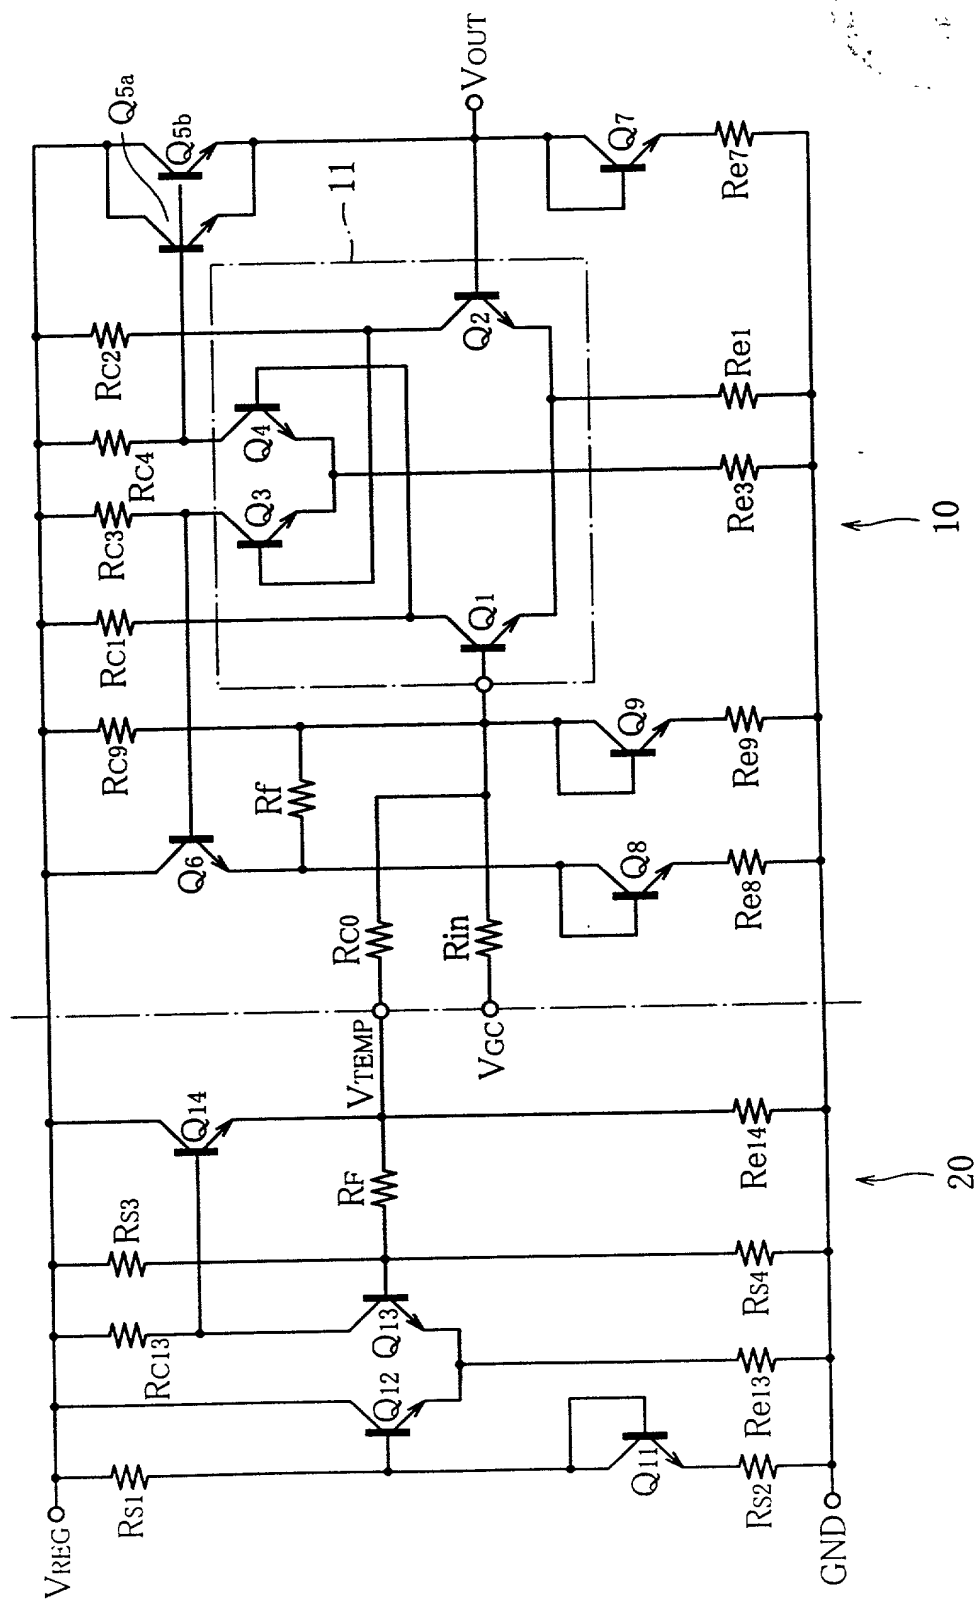 VREG
RS1
RC13
RS3
Q14
Q12
Q13
RF
VTEMP
VGC
Q11
RS2
Re13
RS4
Re14
GND
20
Q6
RC9
RC1
RC3
RC4
RC2
Q5a
Q5b
Rf
Q3
Q4
11
RC0
Rin
Q1
Q2
VOUT
Q8
Q9
Q7
Re8
Re9
Re3
Re1
Re7
10